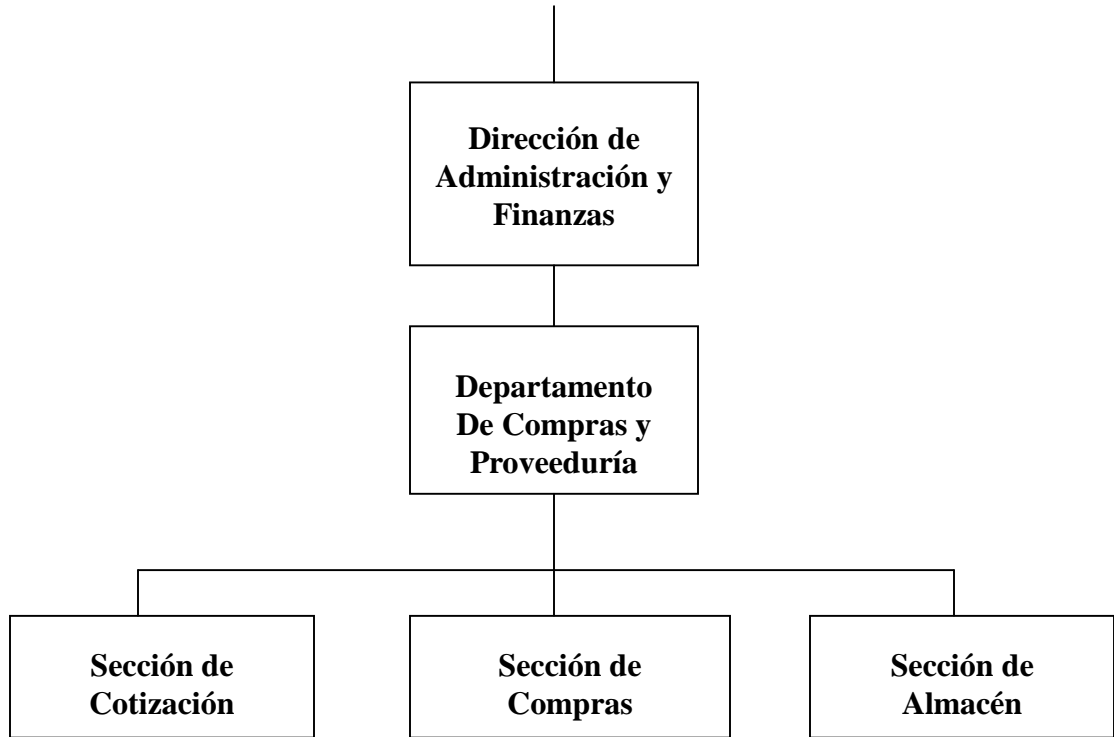 Dirección de
Administración y
Finanzas
Departamento
De Compras y
Proveeduría
Sección de
Cotización
Sección de
Compras
Sección de
Almacén